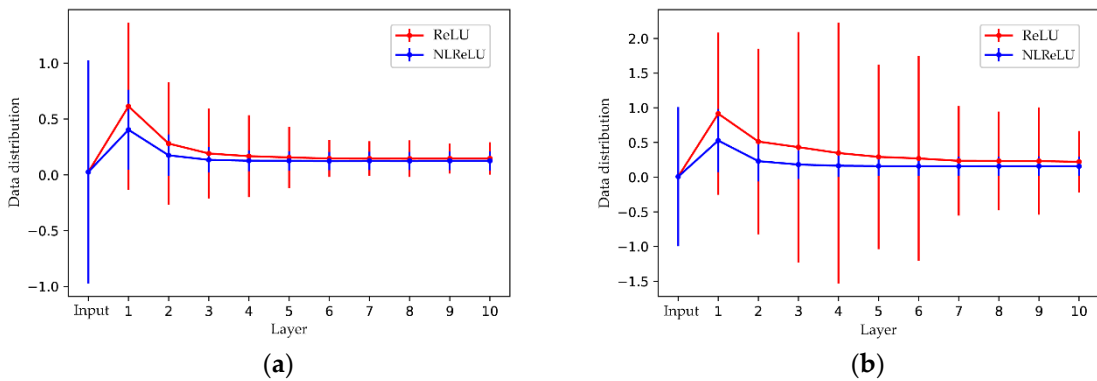 ReLU
NLReLU
1.0
0.5
0.0
−0.5
−1.0
Data distribution
Input 1 2 3 4 5 6 7 8 9 10
Layer
(a)
ReLU
NLReLU
2.0
1.5
1.0
0.5
0.0
−0.5
−1.0
−1.5
Data distribution
Input 1 2 3 4 5 6 7 8 9 10
Layer
(b)